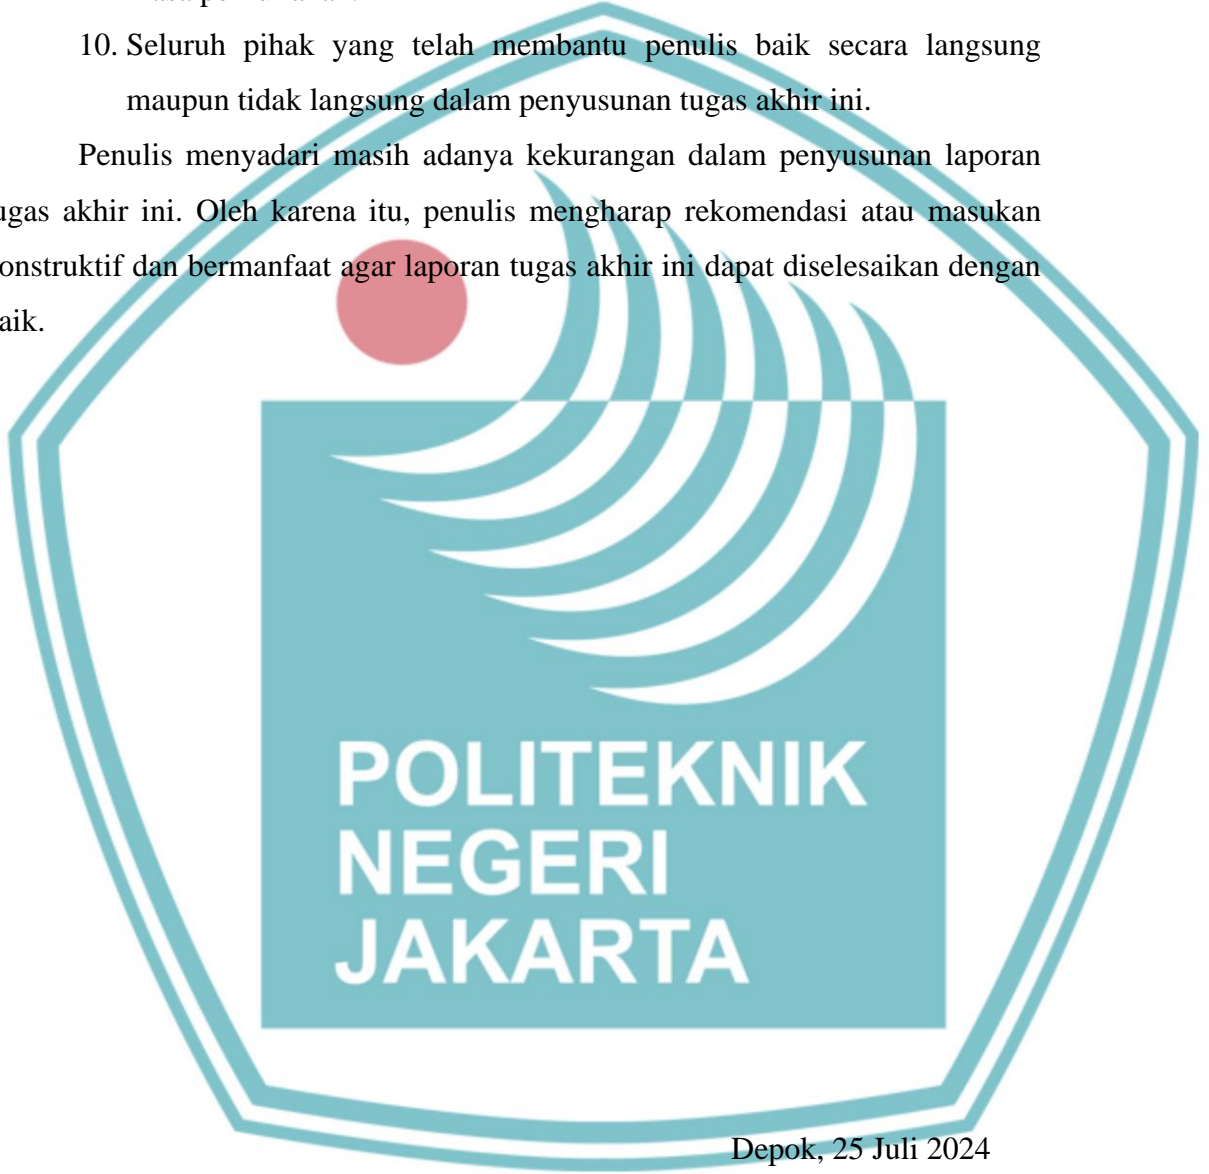 10. Seluruh pihak yang telah membantu penulis baik secara langsung
maupun tidak langsung dalam penyusunan tugas akhir ini.
Penulis menyadari masih adanya kekurangan dalam penyusunan laporan
ugas akhir ini. Oleh karena itu, penulis mengharap rekomendasi atau masukan
onstruktif dan bermanfaat agar laporan tugas akhir ini dapat diselesaikan dengan
aik.
POLITEKNIK
NEGERI
JAKARTA
Depok, 25 Juli 2024